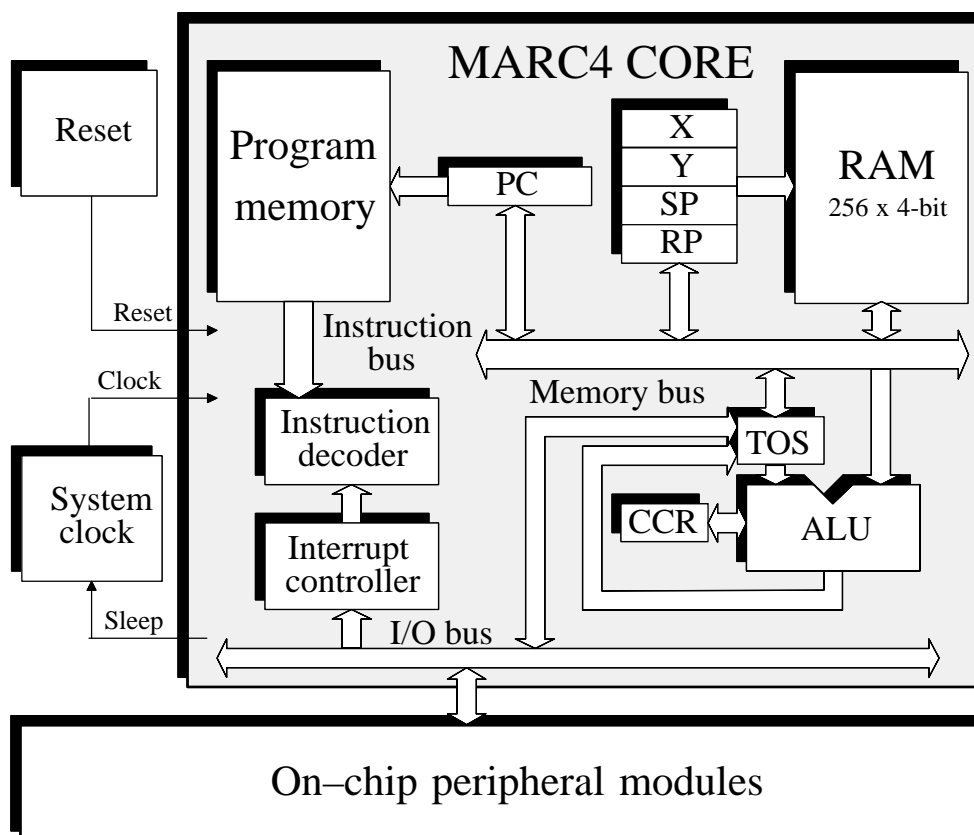 MARC4 CORE
Reset
Program
memory
PC
X
Y
SP
RP
RAM
256 x 4-bit
Reset
Instruction
bus
Clock
Memory bus
Instruction
decoder
TOS
System
clock
CCR
ALU
Interrupt
controller
Sleep
I/O bus
On–chip peripheral modules